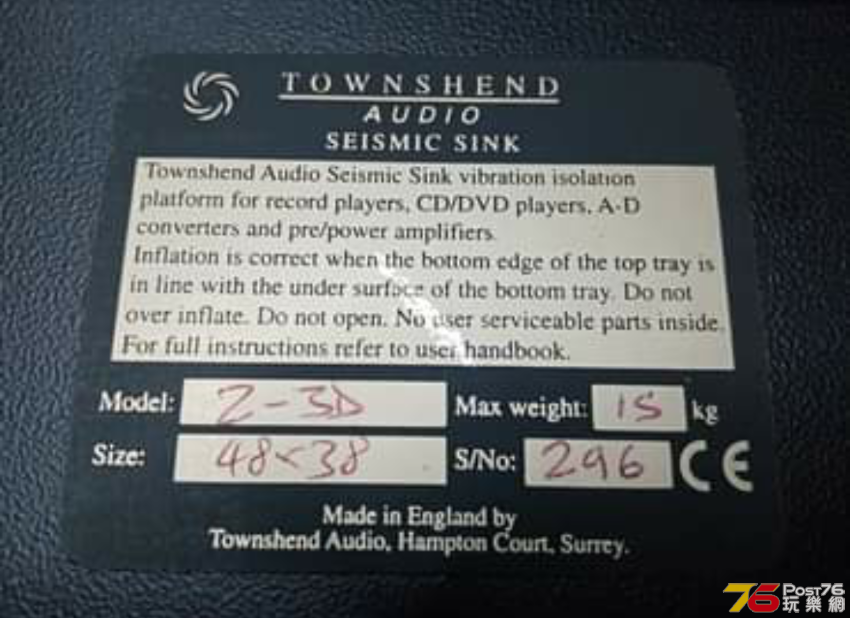 TOWNSHEND
AUDIO
SEISMIC SINK
Townshend Audio Seismic Sink vibration isolation
platform for record players, CD/DVD players, A-D
converters and pre/power amplifiers.
Inflation is correct when the bottom edge of the top tray is
in line with the under surface of the bottom tray. Do not
over inflate. Do not open. No user serviceable parts inside.
For full instructions refer to user handbook.
Model: Z-3D Max weight: 15 kg
Size: 48x38 S/No: 296 CE
Made in England by
Townshend Audio, Hampton Court, Surrey.
76 Post76
玩樂網